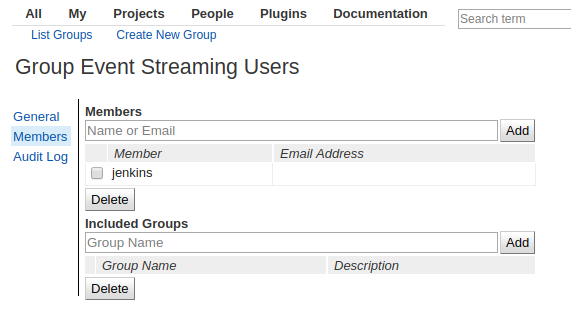 All My Projects People Plugins Documentation Search term
List Groups Create New Group
Group Event Streaming Users
General
Members
Audit Log
Members
Name or Email Add
Member Email Address
jenkins
Delete
Included Groups
Group Name Add
Group Name Description
Delete